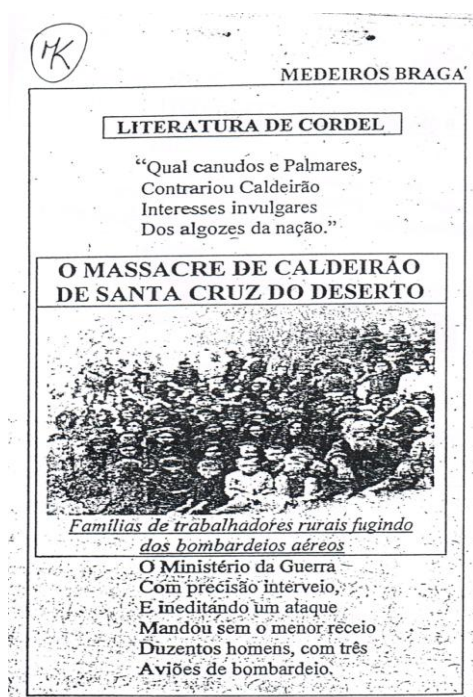 MK
MEDEIROS BRAGA
LITERATURA DE CORDEL
“Qual canudos e Palmares,
Contrariou Caldeirão
Interesses invulgares
Dos algozes da nação.”
O MASSACRE DE CALDEIRÃO
DE SANTA CRUZ DO DESERTO
Famílias de trabalhadores rurais fugindo
dos bombardeios aéreos
O Ministério da Guerra
Com precisão interveio,
E ineditando um ataque
Mandou sem o menor receio
Duzentos homens, com três
Aviões de bombardeio.